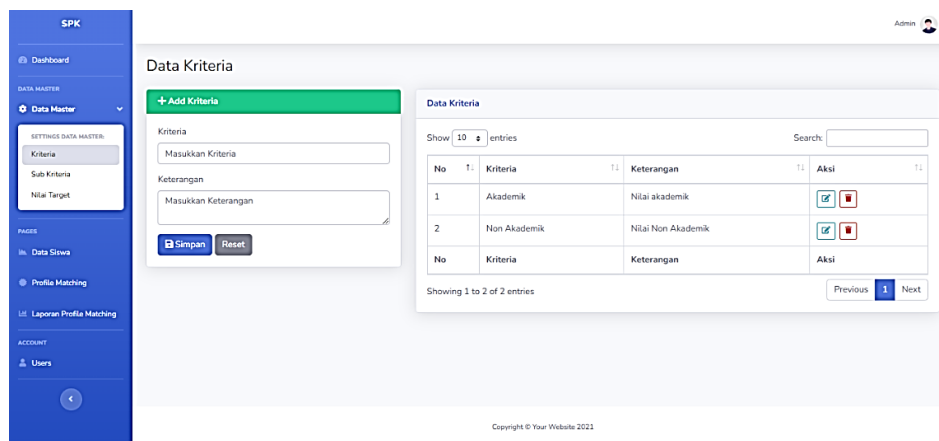 SPK
Admin
Dashboard
DATA MASTER
Data Master
SETTINGS DATA MASTER:
Kriteria
Sub Kriteria
Nilai Target
PAGES
Data Siswa
Profile Matching
Laporan Profile Matching
ACCOUNT
Users
Data Kriteria
+ Add Kriteria
Kriteria
Masukkan Kriteria
Keterangan
Masukkan Keterangan
Simpan Reset
Data Kriteria
Show 10 entries Search:
No Kriteria Keterangan Aksi
1 Akademik Nilai akademik
2 Non Akademik Nilai Non Akademik
No Kriteria Keterangan Aksi
Showing 1 to 2 of 2 entries Previous 1 Next
Copyright © Your Website 2021